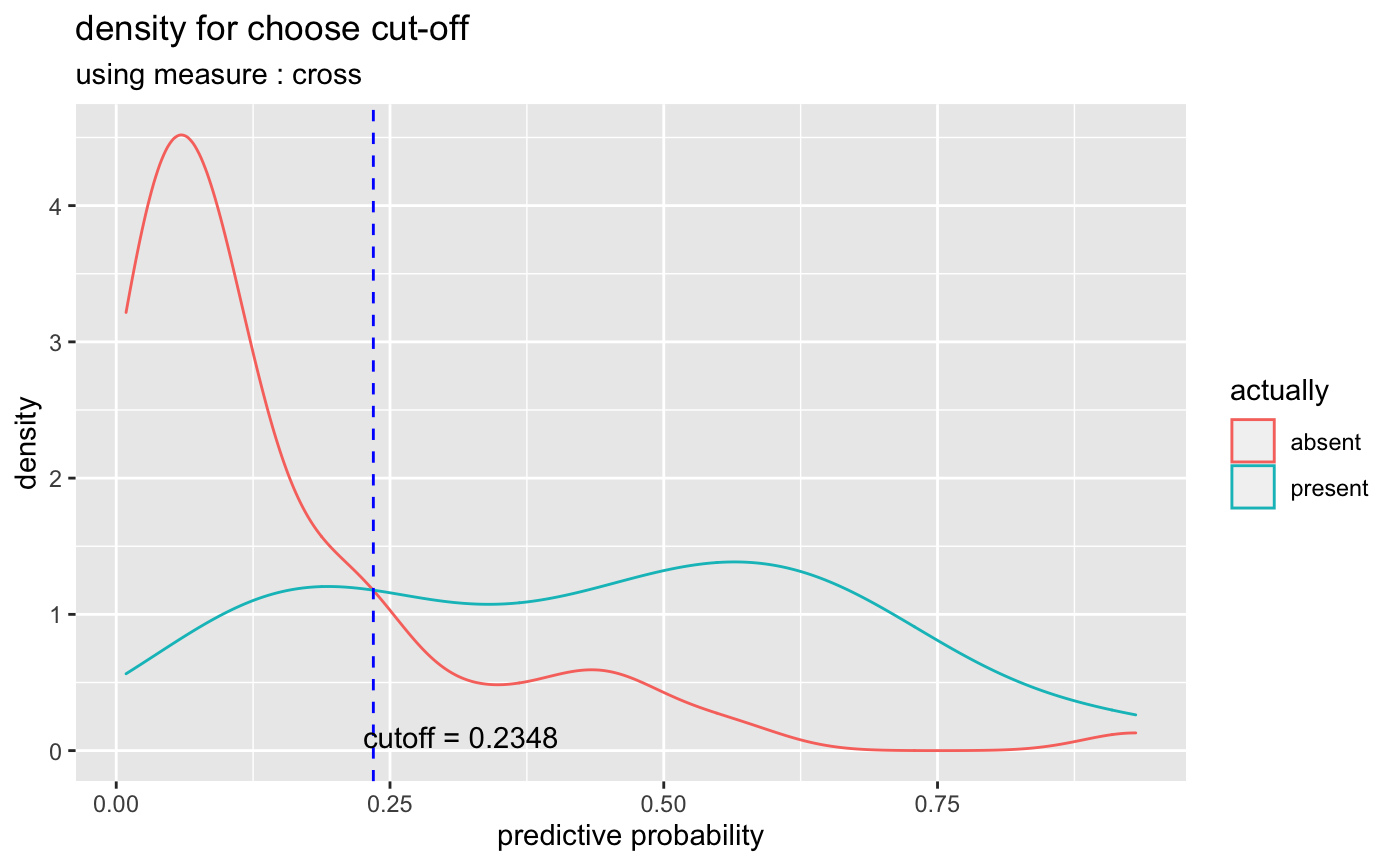 density for choose cut-off
using measure : cross
4
3
2
1
0
density
cutoff = 0.2348
0.00
0.25
0.50
0.75
predictive probability
actually
absent
present